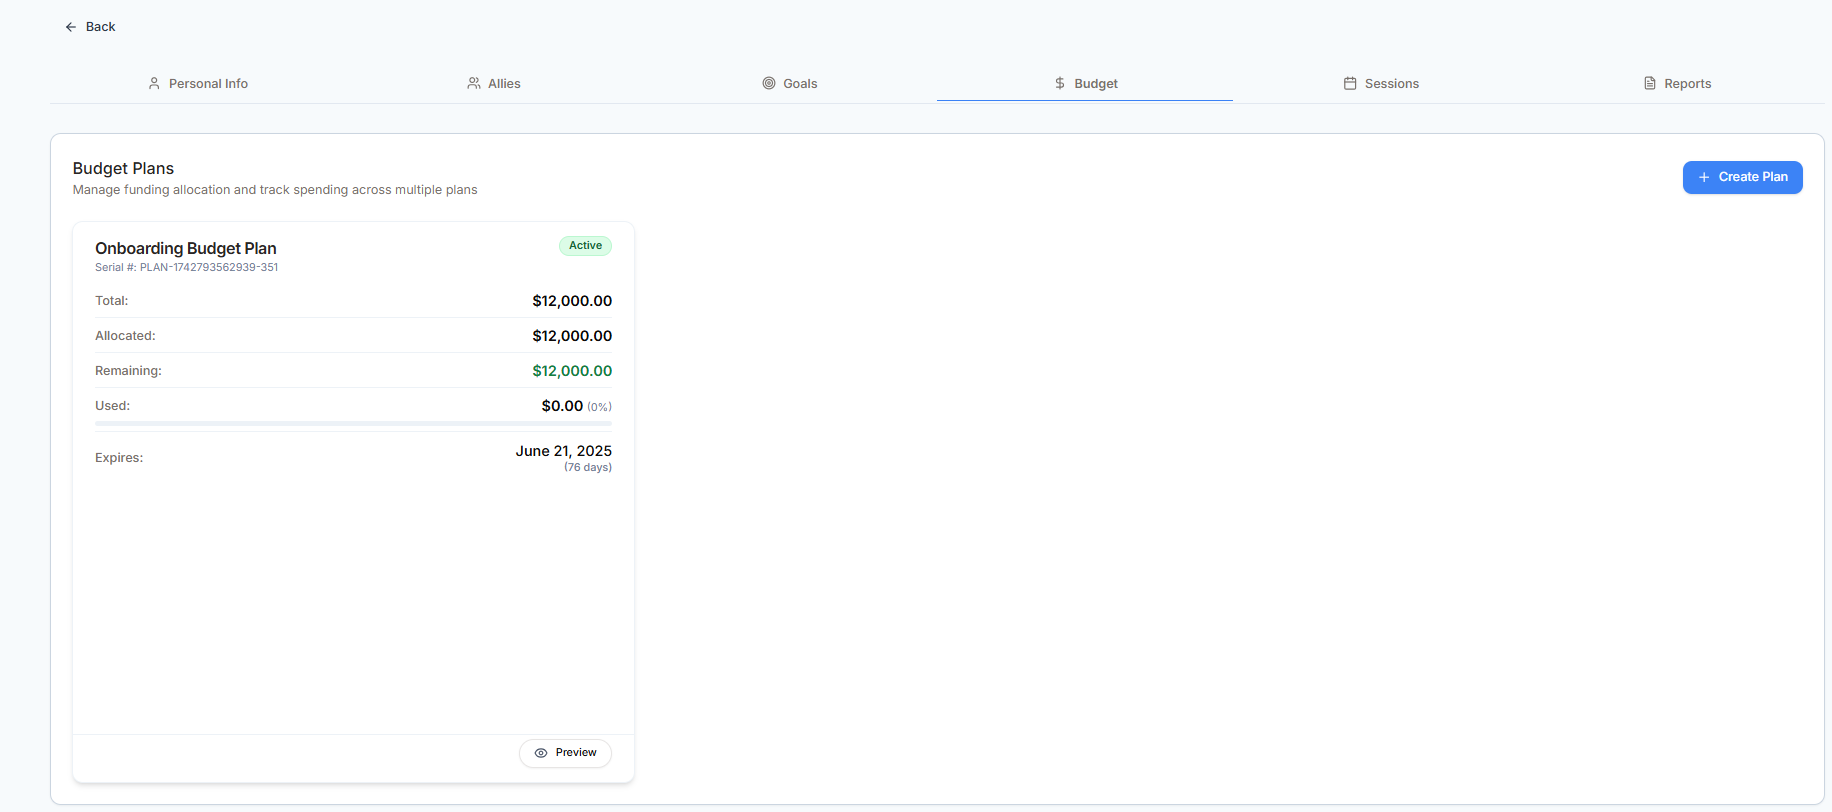 Back
Personal Info
Allies
Goals
Budget
Sessions
Reports
Budget Plans
Manage funding allocation and track spending across multiple plans
Create Plan
Onboarding Budget Plan
Active
Serial #: PLAN-1742793562939-351
Total: $12,000.00
Allocated: $12,000.00
Remaining: $12,000.00
Used: $0.00 (0%)
Expires: June 21, 2025
(76 days)
Preview